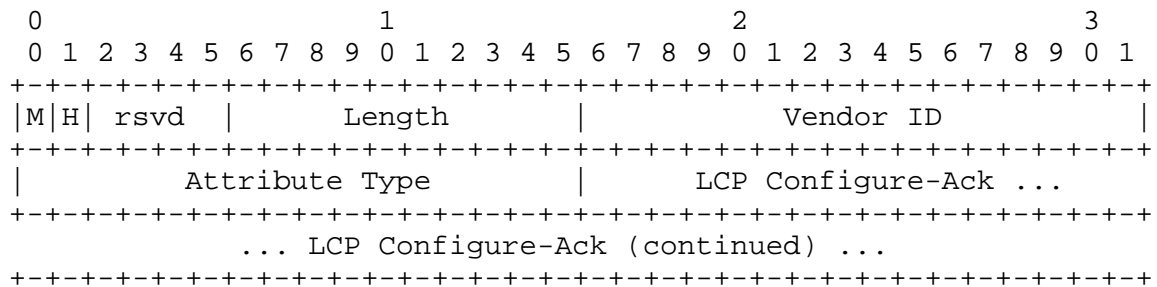 0                   1                   2                   3
 0 1 2 3 4 5 6 7 8 9 0 1 2 3 4 5 6 7 8 9 0 1 2 3 4 5 6 7 8 9 0 1
+-+-+-+-+-+-+-+-+-+-+-+-+-+-+-+-+-+-+-+-+-+-+-+-+-+-+-+-+-+-+-+-+
|M|H| rsvd  |      Length       |           Vendor ID           |
+-+-+-+-+-+-+-+-+-+-+-+-+-+-+-+-+-+-+-+-+-+-+-+-+-+-+-+-+-+-+-+-+
|         Attribute Type        |      LCP Configure-Ack ...
+-+-+-+-+-+-+-+-+-+-+-+-+-+-+-+-+-+-+-+-+-+-+-+-+-+-+-+-+-+-+-+-+
             ... LCP Configure-Ack (continued) ...
+-+-+-+-+-+-+-+-+-+-+-+-+-+-+-+-+-+-+-+-+-+-+-+-+-+-+-+-+-+-+-+-+